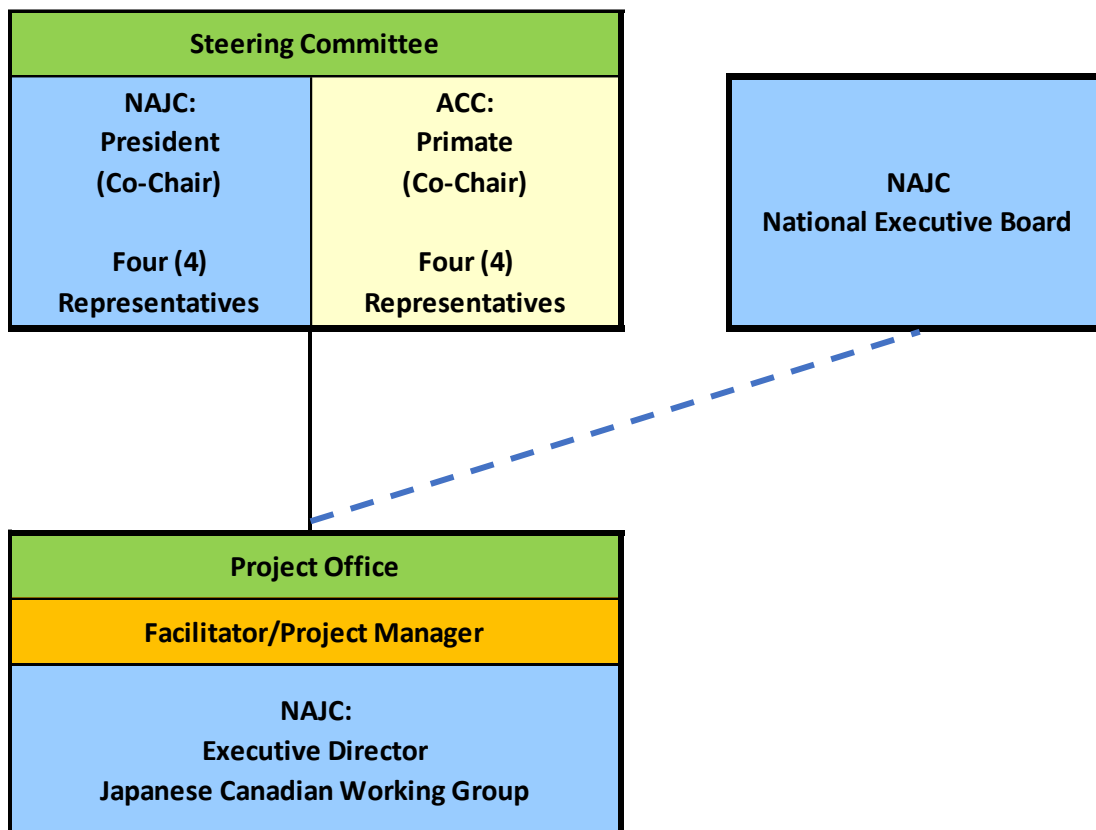 Steering Committee
NAJC:
President
(Co-Chair)
Four (4)
Representatives
ACC:
Primate
(Co-Chair)
Four (4)
Representatives
NAJC
National Executive Board
Project Office
Facilitator/Project Manager
NAJC:
Executive Director
Japanese Canadian Working Group